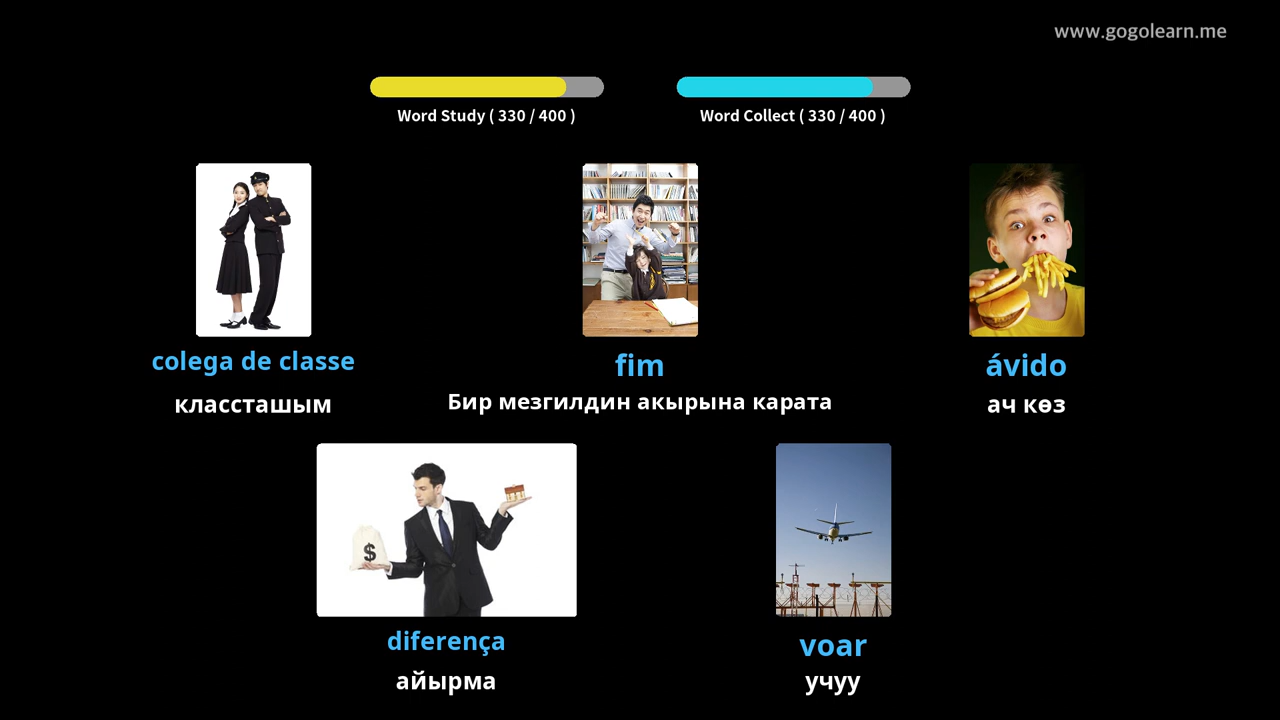 www.gogolearn.me
Word Study ( 330 / 400 )
Word Collect ( 330 / 400 )
colega de classe
классташым
fim
Бир мезгилдин акырына карата
ávido
ач көз
$
diferença
айырма
voar
учуу